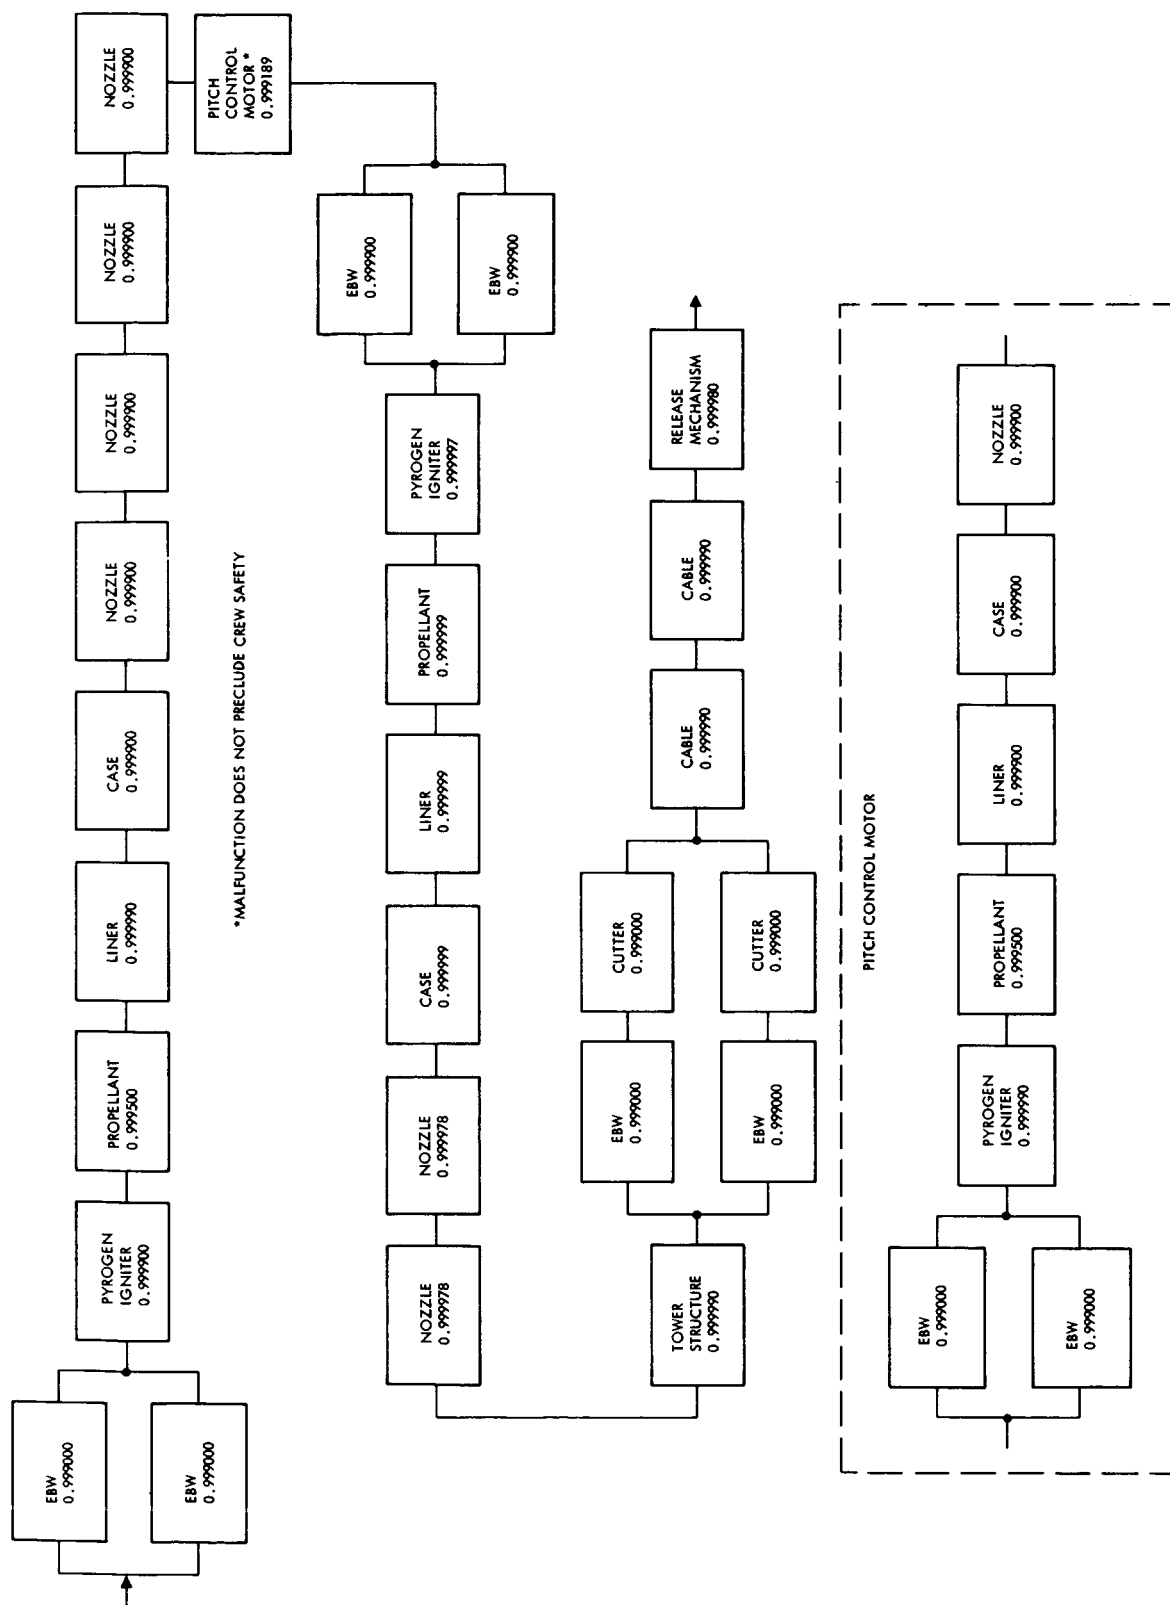 EBW
0.999000
EBW
0.999000
PYROGEN
IGNITER
0.999900
PROPELLANT
0.999500
LINER
0.999990
CASE
0.999900
NOZZLE
0.999900
NOZZLE
0.999900
NOZZLE
0.999900
NOZZLE
0.999900
PITCH
CONTROL
MOTOR *
0.999189
*MALFUNCTION DOES NOT PRECLUDE CREW SAFETY
EBW
0.999900
EBW
0.999900
PYROGEN
IGNITER
0.999997
PROPELLANT
0.999999
LINER
0.999999
CASE
0.999999
NOZZLE
0.999978
NOZZLE
0.999978
TOWER
STRUCTURE
0.999990
EBW
0.999000
CUTTER
0.999000
EBW
0.999000
CUTTER
0.999000
CABLE
0.999990
CABLE
0.999990
RELEASE
MECHANISM
0.999980
PITCH CONTROL MOTOR
EBW
0.999000
EBW
0.999000
PYROGEN
IGNITER
0.999990
PROPELLANT
0.999500
LINER
0.999900
CASE
0.999900
NOZZLE
0.999900